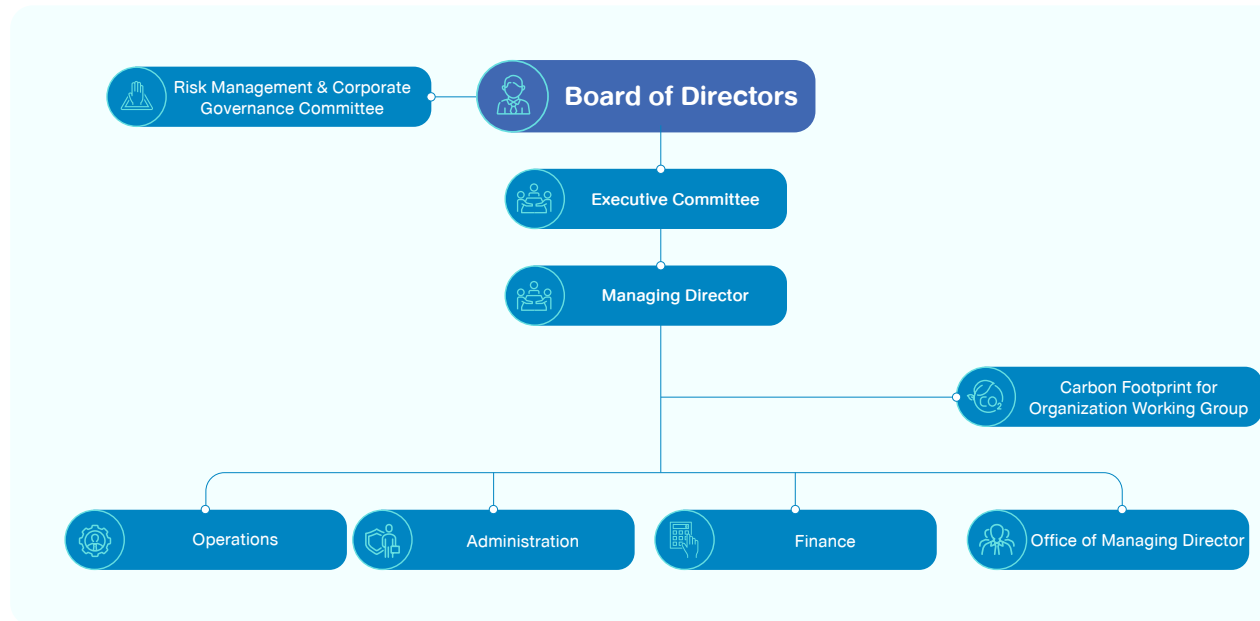 Risk Management & Corporate
Governance Committee
Board of Directors
Executive Committee
Managing Director
Carbon Footprint for
Organization Working Group
CO2
Operations
Administration
Finance
Office of Managing Director